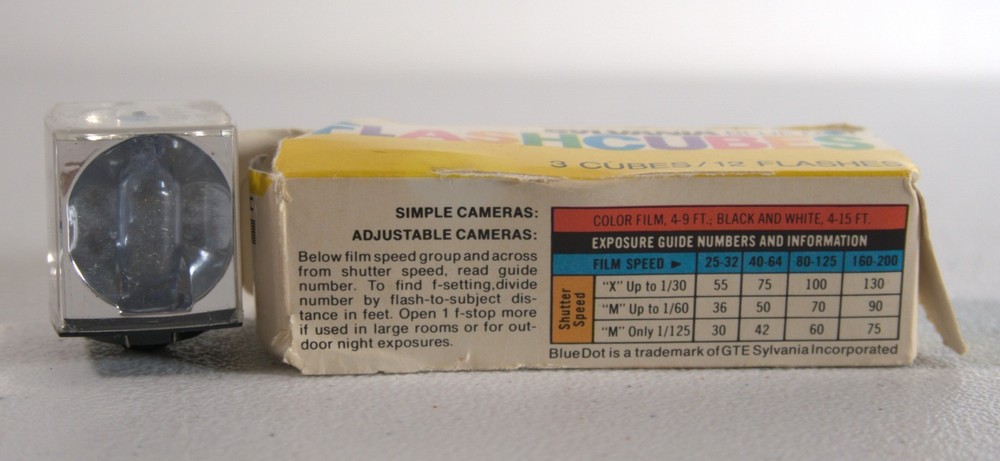 FLASHCUBES
3 CUBES/12 FLASHES
SIMPLE CAMERAS:
COLOR FILM, 4-9 FT.; BLACK AND WHITE, 4-15 FT.
ADJUSTABLE CAMERAS:
EXPOSURE GUIDE NUMBERS AND INFORMATION
Below film speed group and across
from shutter speed, read guide
number. To find f-setting,divide
number by flash-to-subject dis-
tance in feet. Open 1 f-stop more
if used in large rooms or for out-
door night exposures.
FILM SPEED ► 25-32 40-64 80-125 160-200
Shutter
Speed
"X" Up to 1/30 55 75 100 130
"M" Up to 1/60 36 50 70 90
"M" Only 1/125 30 42 60 75
BlueDot is a trademark of GTE Sylvania Incorporated